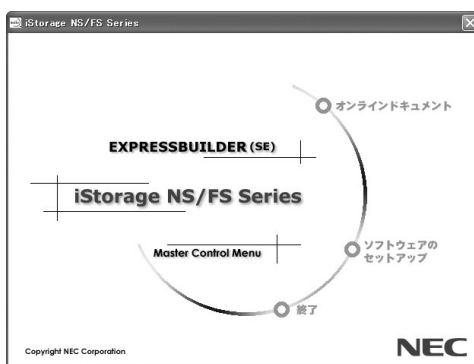 iStorage NS/FS Series
オンラインドキュメント
EXPRESSBUILDER (SE)
iStorage NS/FS Series
ソフトウェアの
セットアップ
Master Control Menu
終了
Copyright NEC Corporation
NEC